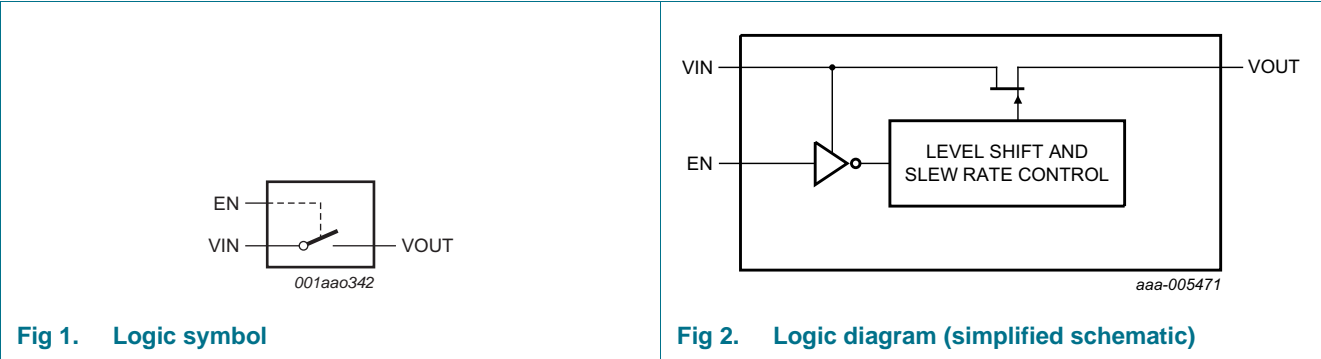 EN
VIN
VOUT
001aao342
Fig 1. Logic symbol
VIN
VOUT
EN
LEVEL SHIFT AND
SLEW RATE CONTROL
aaa-005471
Fig 2. Logic diagram (simplified schematic)